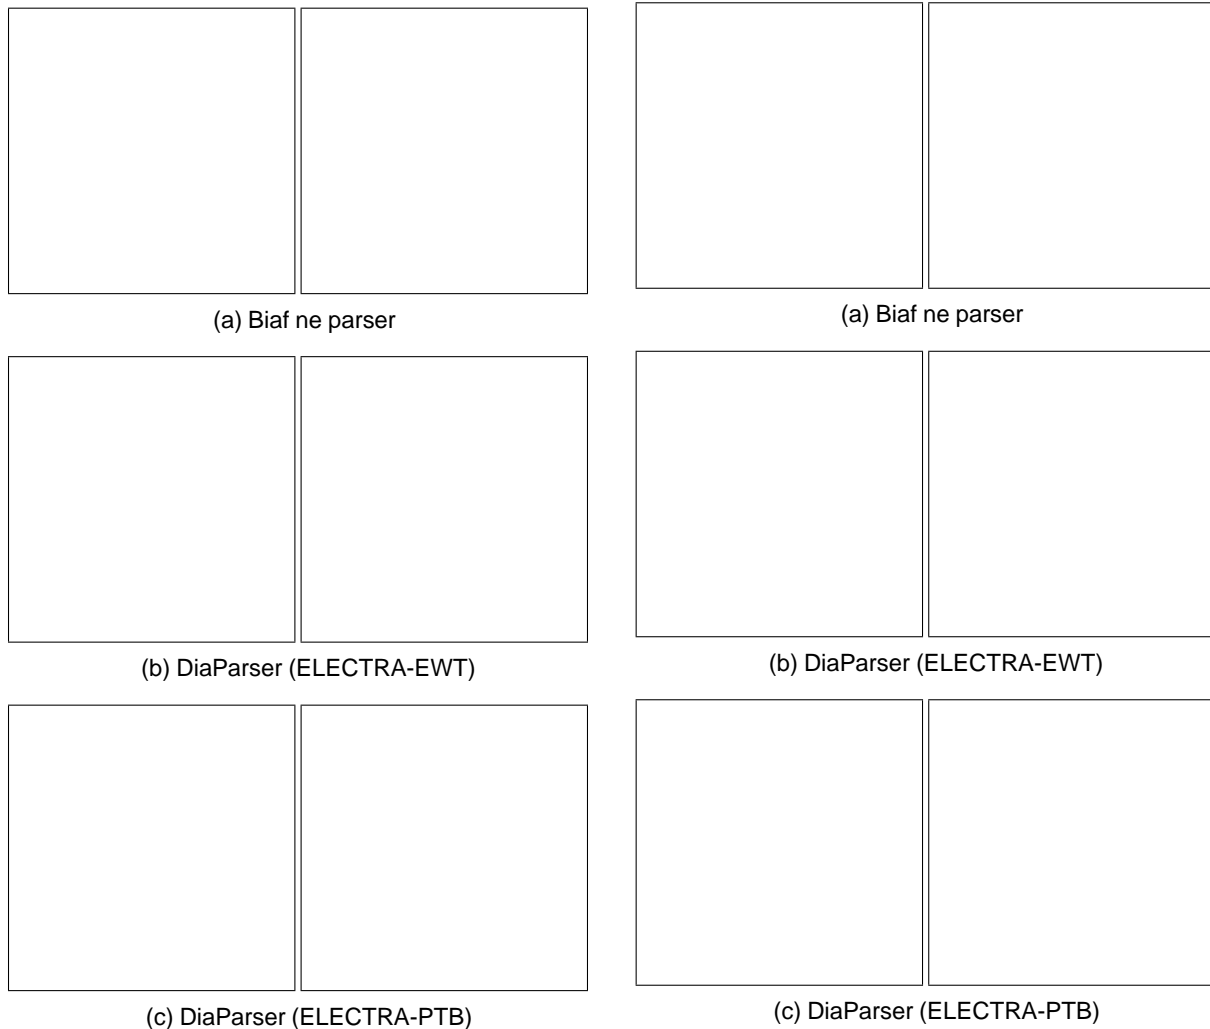 (a) Biaf ne parser
(b) DiaParser (ELECTRA-EWT)
(c) DiaParser (ELECTRA-PTB)
(a) Biaf ne parser
(b) DiaParser (ELECTRA-EWT)
(c) DiaParser (ELECTRA-PTB)